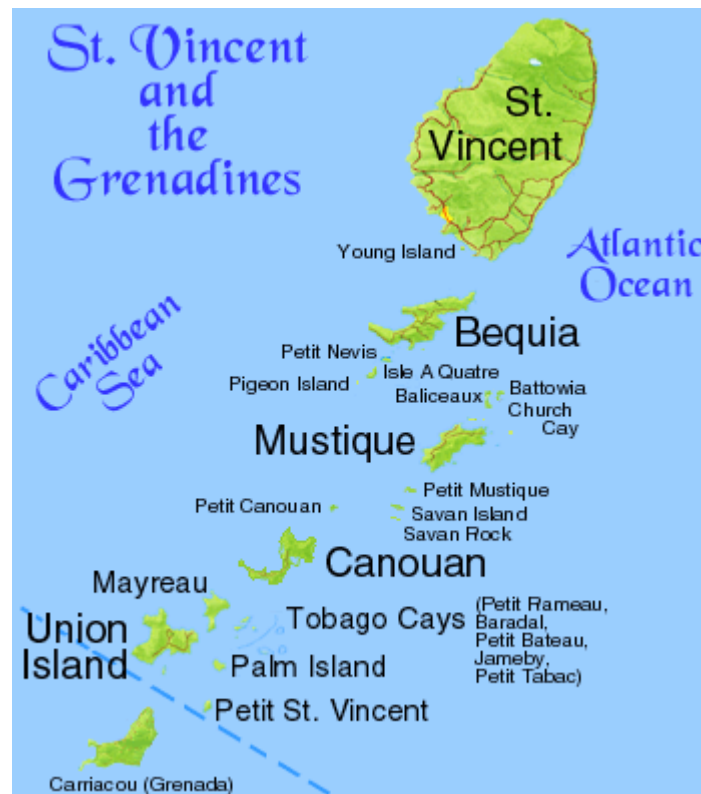 St. Vincent
and
the
Grenadines
St.
Vincent
Young Island
Atlantic
Ocean
Caribbean
Sea
Bequia
Petit Nevis
Isle A Quatre
Pigeon Island
Baliceaux
Battowia
Church
Cay
Mustique
Petit Mustique
Petit Canouan
Savan Island
Savan Rock
Canouan
Mayreau
Tobago Cays
(Petit Rameau,
Baradal,
Petit Bateau,
Jameby,
Petit Tabac)
Union
Island
Palm Island
Petit St. Vincent
Carriacou (Grenada)